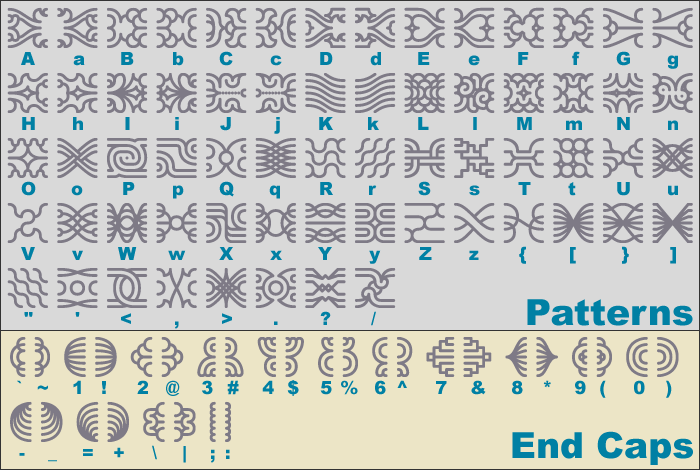 A a B b C c D d E e F f G g
H h I i J j K k L l M m N n
O o P p Q q R r S s T t U u
V v W w X x Y y Z z { [ } ]
" ' < , > . ? /
Patterns
` ~ 1 ! 2 @ 3 # 4 $ 5 % 6 ^ 7 & 8 * 9 ( 0 )
- _ = + \ | ; :
End Caps